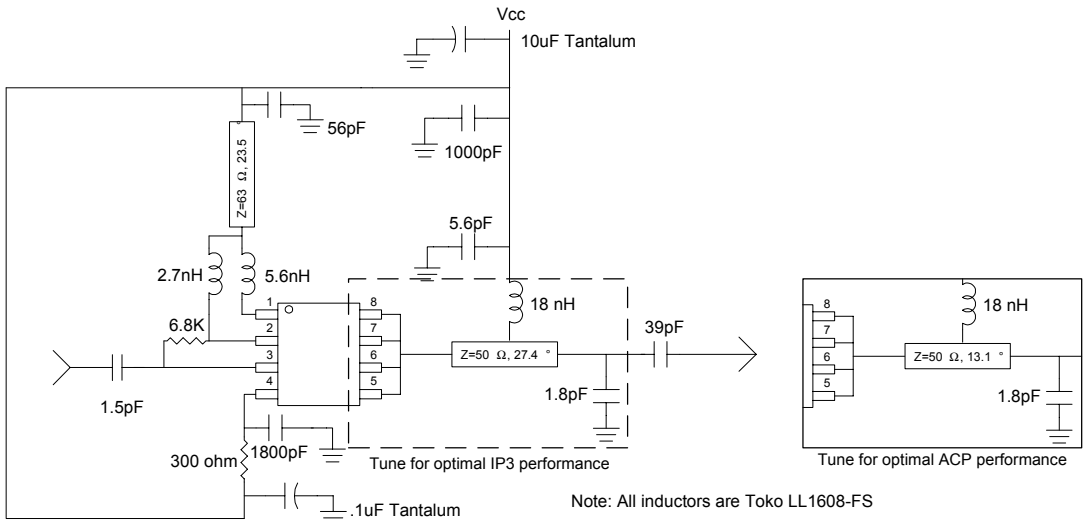 Vcc
10uF Tantalum
56pF
1000pF
Z=63 Ω, 23.5 °
5.6pF
2.7nH
5.6nH
18 nH
18 nH
1
8
8
6.8K
2
7
7
39pF
3
6
6
Z=50 Ω, 27.4 °
Z=50 Ω, 13.1 °
4
5
5
1.5pF
1.8pF
1.8pF
1800pF
300 ohm
Tune for optimal IP3 performance
Tune for optimal ACP performance
.1uF Tantalum
Note: All inductors are Toko LL1608-FS